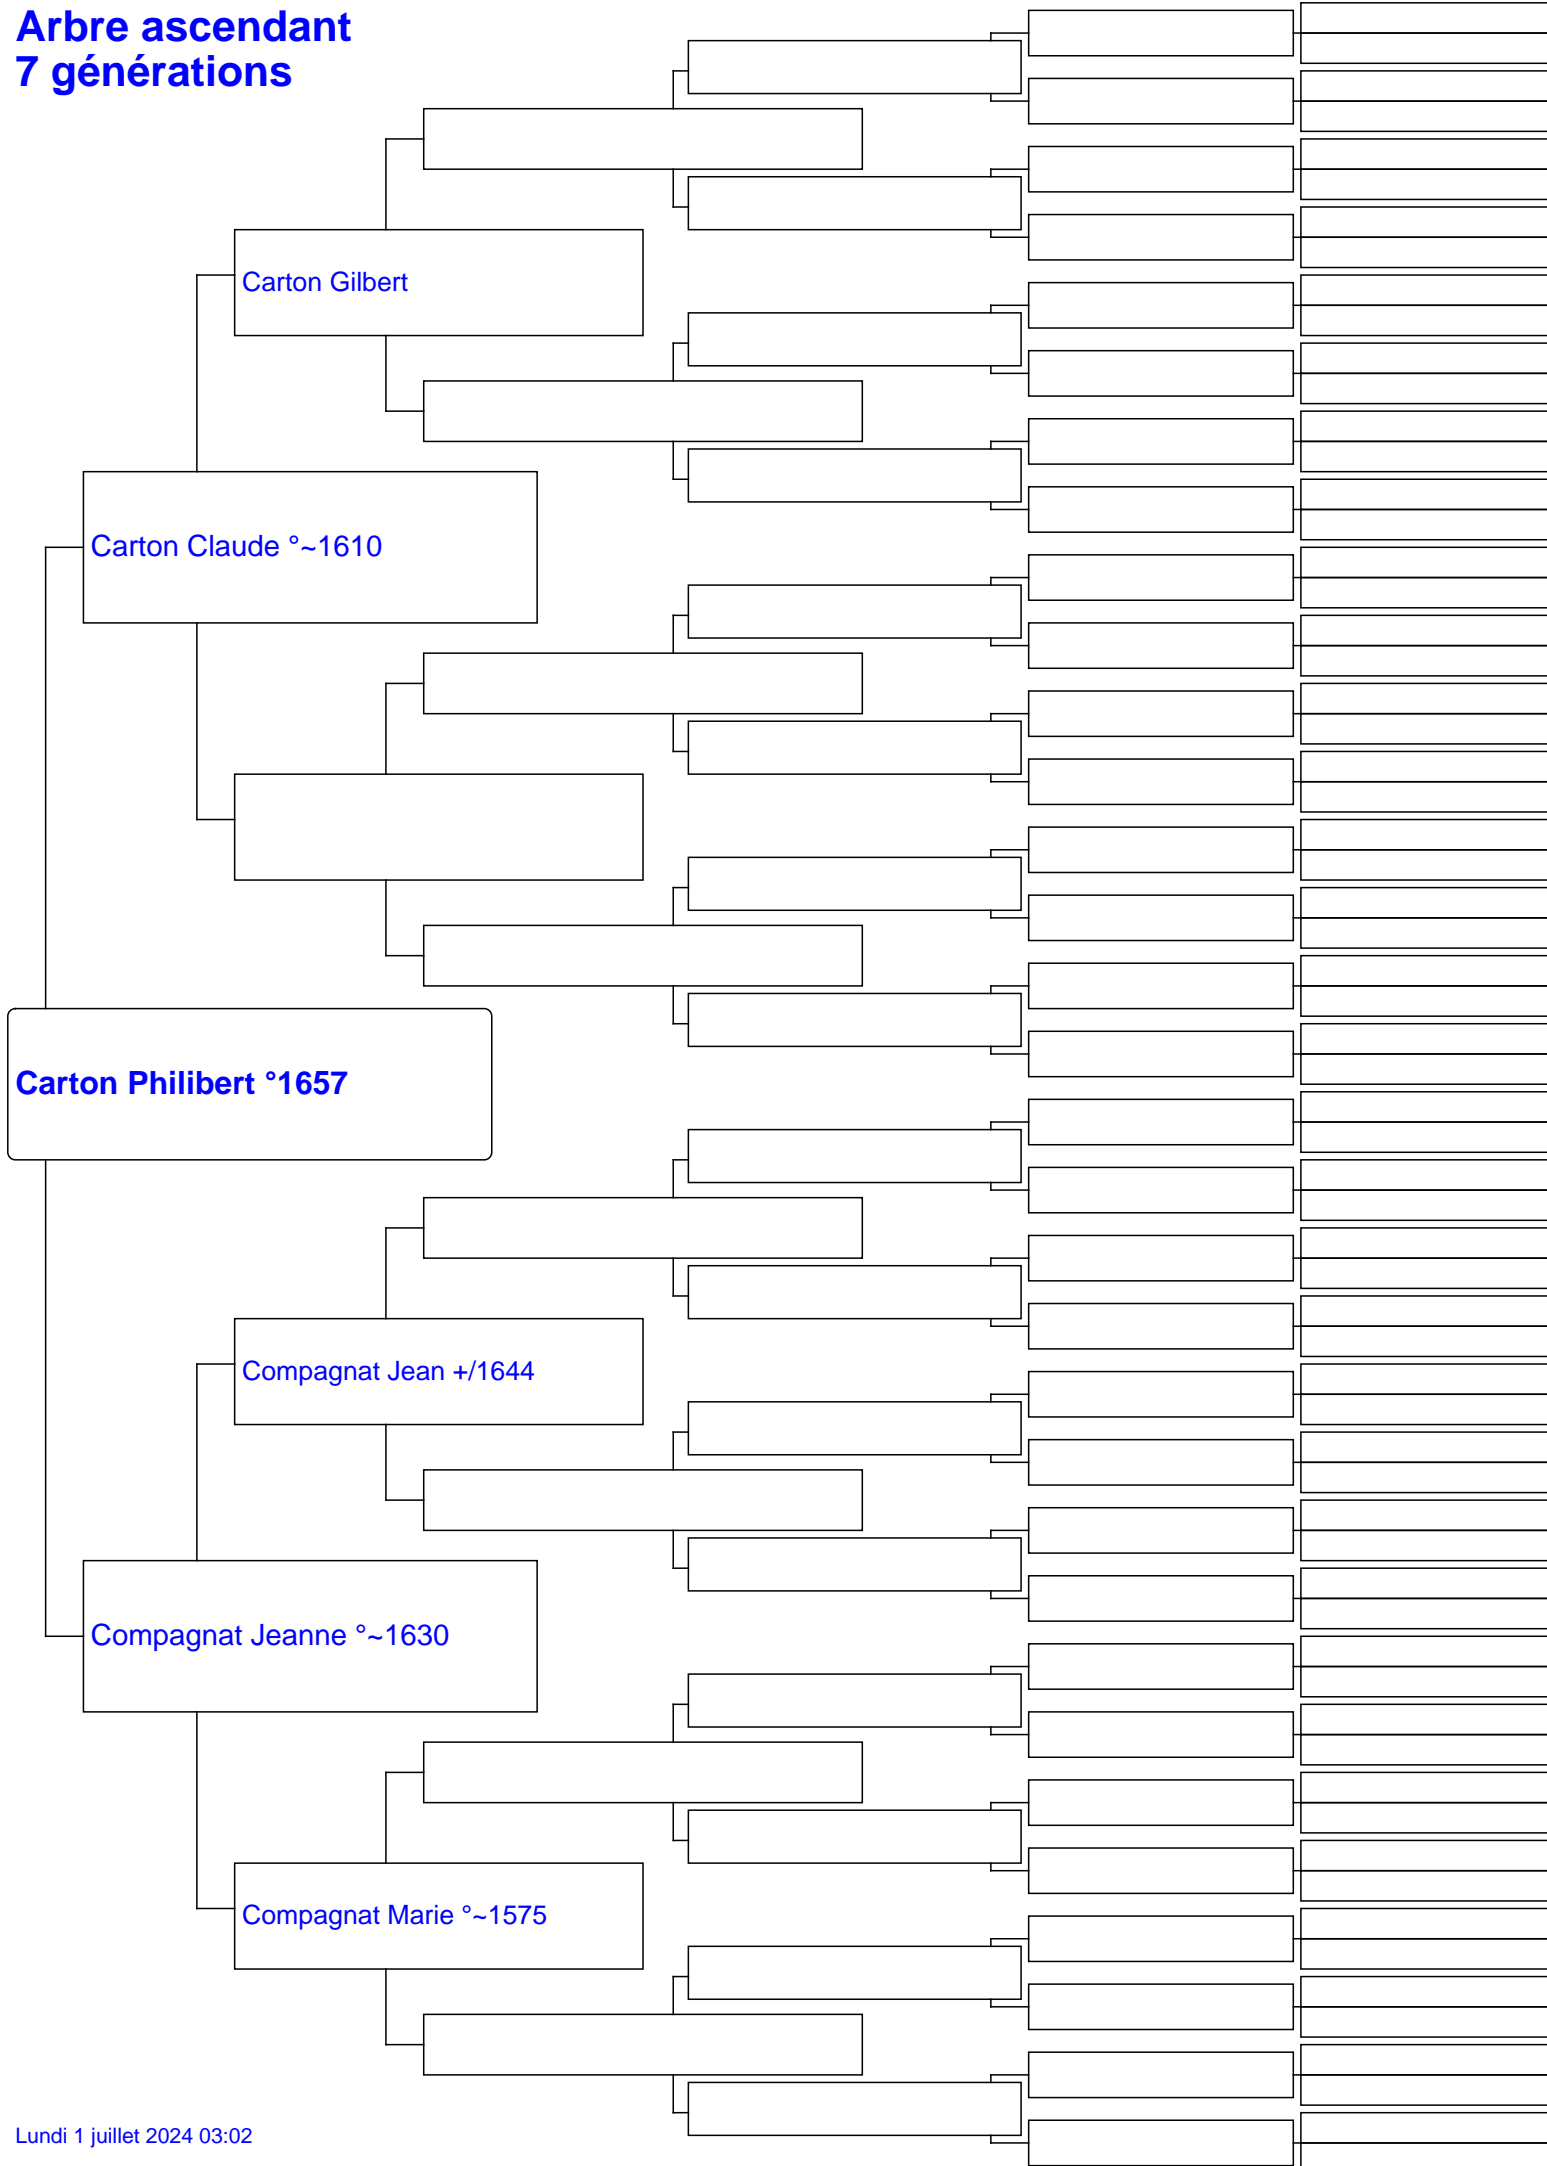 Arbre ascendant
7 générations
Carton Gilbert
Carton Claude °~1610
Carton Philibert °1657
Compagnat Jean +/1644
Compagnat Jeanne °~1630
Compagnat Marie °~1575
Lundi 1 juillet 2024 03:02